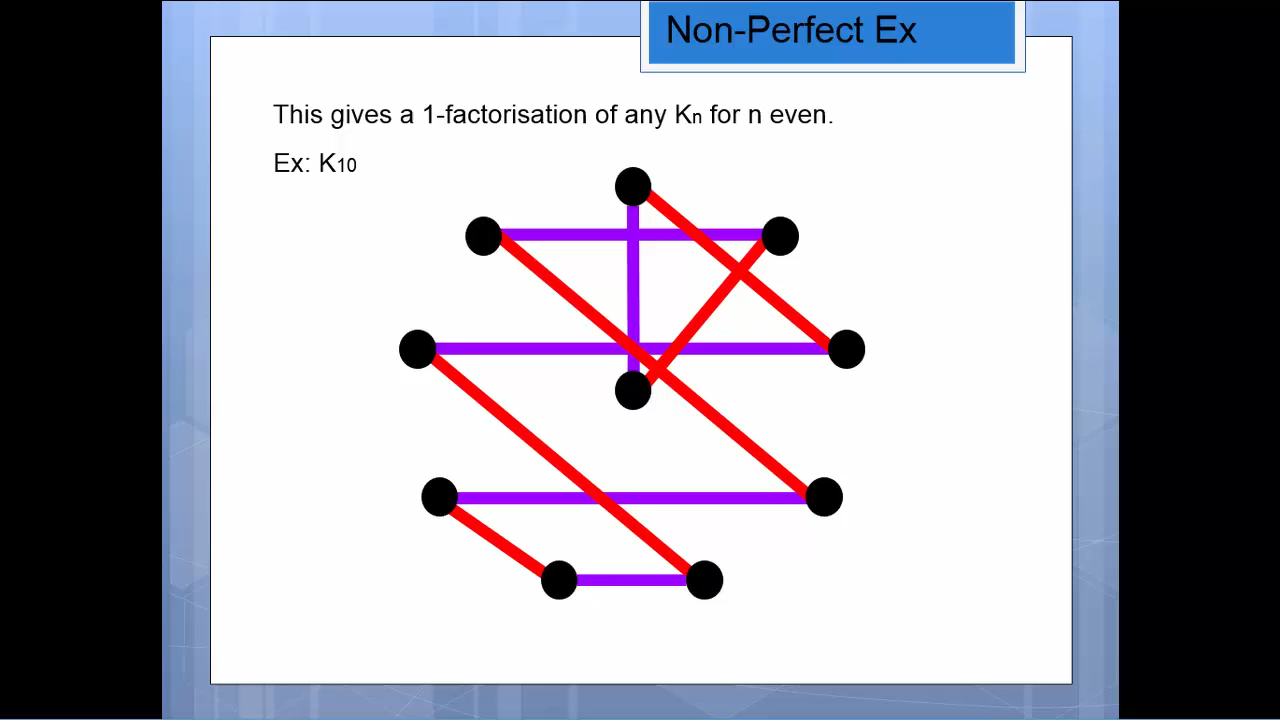 Non-Perfect Ex
This gives a 1-factorisation of any Kn for n even.
Ex: K10